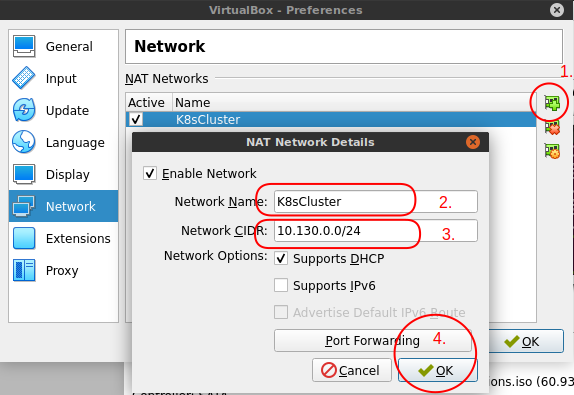 VirtualBox - Preferences
General
Input
Update
Language
Display
Network
Extensions
Proxy
Network
NAT Networks
1.
Active Name
K8sCluster
NAT Network Details
Enable Network
Network Name: K8sCluster 2.
Network CIDR: 10.130.0.0/24 3.
Network Options: Supports DHCP
Supports IPv6
Advertise Default IPv6 Route
Port Forwarding 4.
Cancel OK
OK
ons.iso (60.93